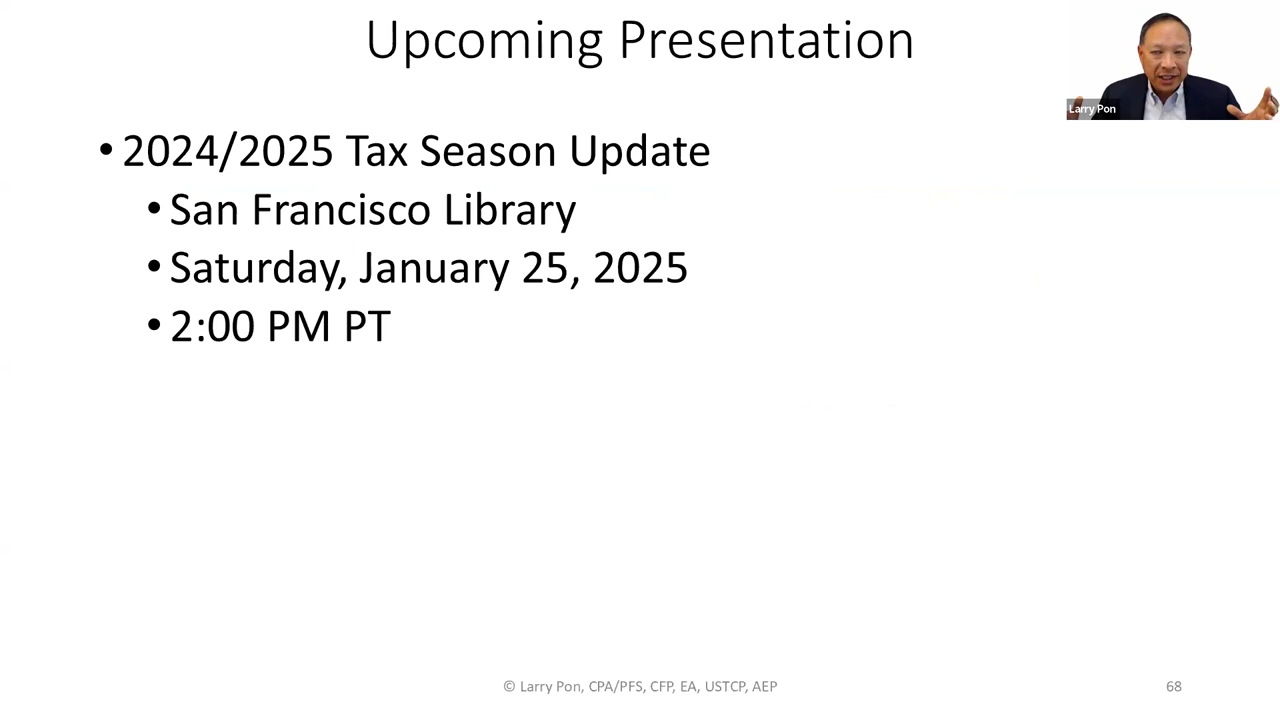 Upcoming Presentation
Larry Pon
• 2024/2025 Tax Season Update
• San Francisco Library
• Saturday, January 25, 2025
• 2:00 PM PT
© Larry Pon, CPA/PFS, CFP, EA, USTCP, AEP
68